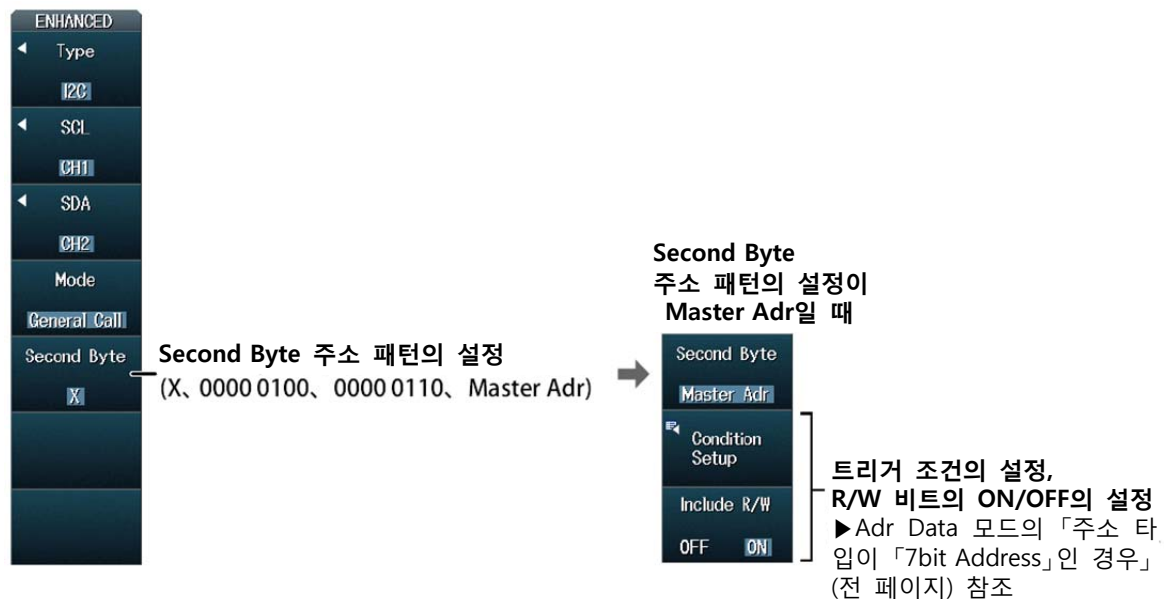 ENHANCED
Type
I2C
SCL
CH1
SDA
CH2
Mode
General Call
Second Byte
X
Second Byte 주소 패턴의 설정
(X、0000 0100、0000 0110、Master Adr)
Second Byte
주소 패턴의 설정이
Master Adr일 때
Second Byte
Master Adr
Condition
Setup
Include R/W
OFF ON
트리거 조건의 설정,
R/W 비트의 ON/OFF의 설정
▶Adr Data 모드의「주소 타
입이「7bit Address」인 경우」
(전 페이지) 참조